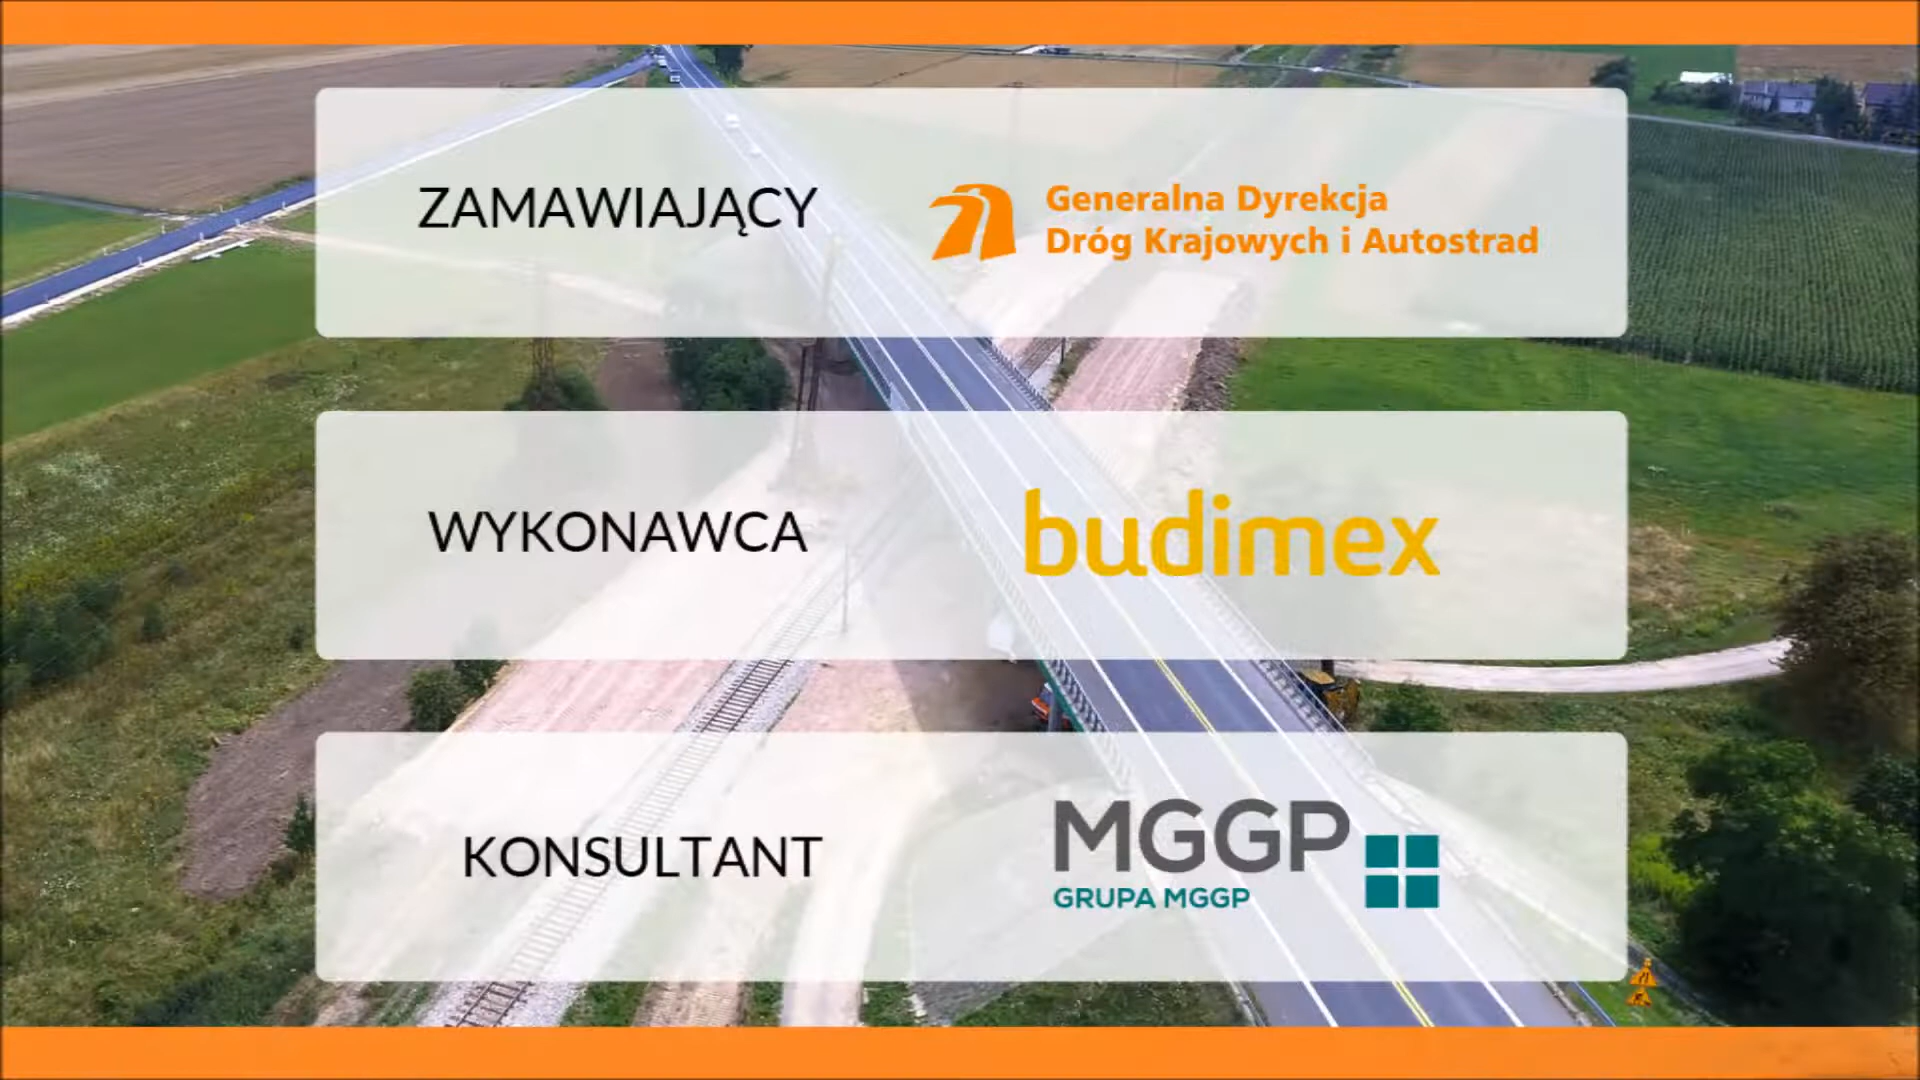 ZAMAWIAJĄCY
Generalna Dyrekcja
Dróg Krajowych i Autostrad
WYKONAWCA
budimex
KONSULTANT
MGGP
GRUPA MGGP